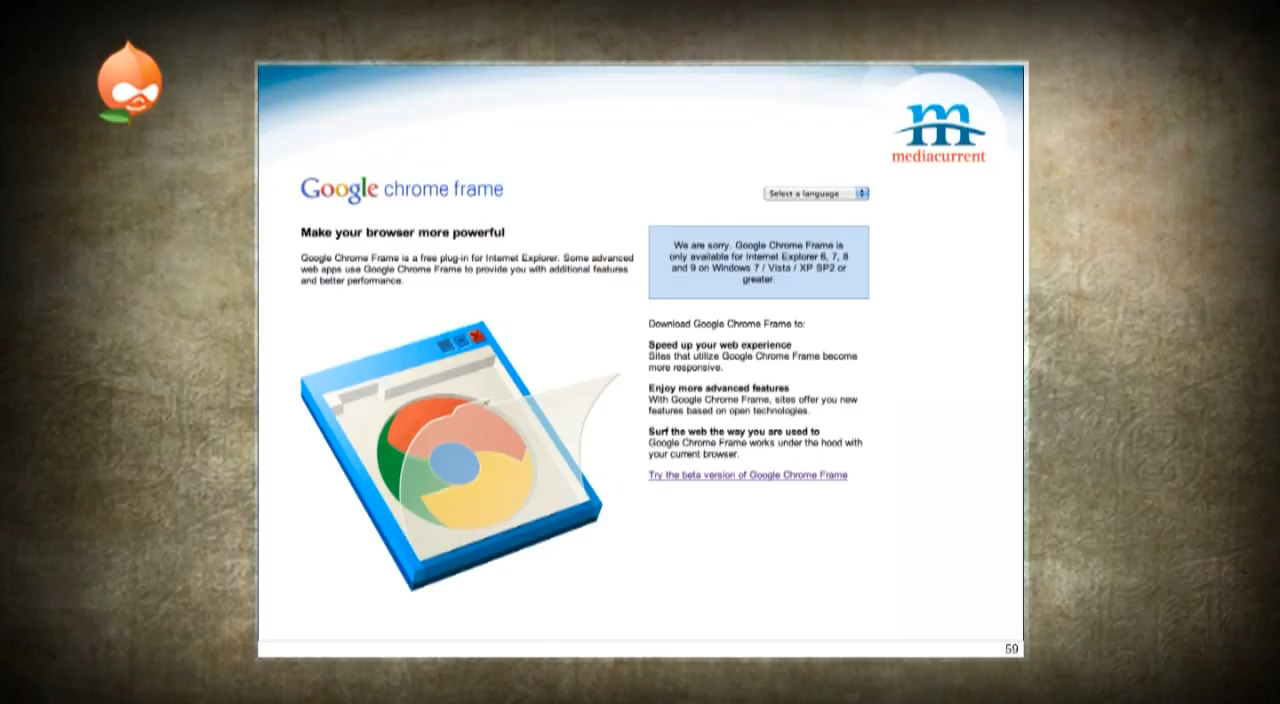 mediacurrent
Google chrome frame
Select a language
Make your browser more powerful
Google Chrome Frame is a free plug-in for Internet Explorer. Some advanced
web apps use Google Chrome Frame to provide you with additional features
and better performance.
We are sorry. Google Chrome Frame is
only available for Internet Explorer 6, 7, 8
and 9 on Windows 7 / Vista / XP SP2 or
greater.
Download Google Chrome Frame to:
Speed up your web experience
Sites that utilize Google Chrome Frame become
more responsive.
Enjoy more advanced features
With Google Chrome Frame, sites offer you new
features based on open technologies.
Surf the web the way you are used to
Google Chrome Frame works under the hood with
your current browser.
Try the beta version of Google Chrome Frame
59